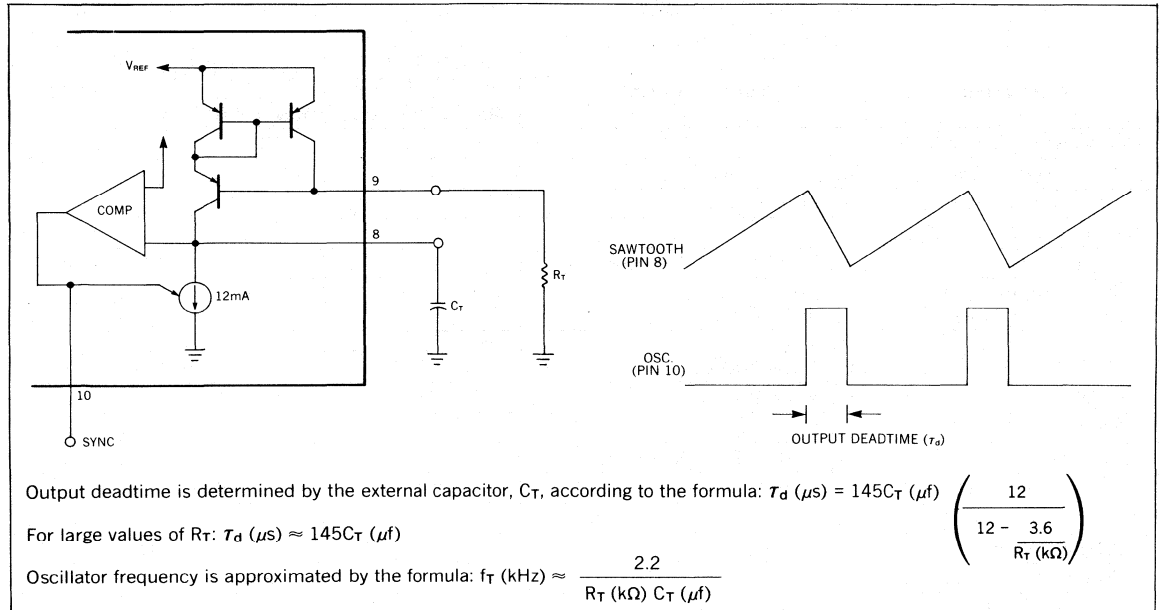 VREF
COMP
9
8
12mA
RT
CT
10
SYNC
SAWTOOTH
(PIN 8)
OSC.
(PIN 10)
OUTPUT DEADTIME (τd)
Output deadtime is determined by the external capacitor, CT, according to the formula: τd (μs) = 145CT (μf) (12 / (12 - 3.6 / RT (kΩ)))
For large values of RT: τd (μs) ≈ 145CT (μf)
Oscillator frequency is approximated by the formula: fT (kHz) ≈ 2.2 / RT (kΩ) CT (μf)